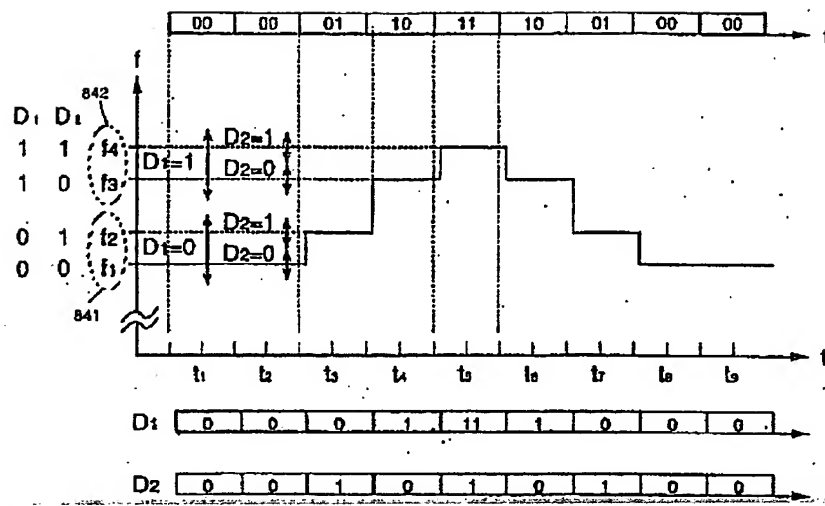 00 00 01 10 11 10 01 00 00 t
f
842
D1 D2
1 1 f4 D1=1 D2=1
1 0 f3 D2=0
0 1 f2 D1=0 D2=1
0 0 f1 D2=0
841
t1 t2 t3 t4 t5 t6 t7 t8 t9 t
D1 0 0 0 1 11 1 0 0 0
D2 0 0 1 0 1 0 1 0 0